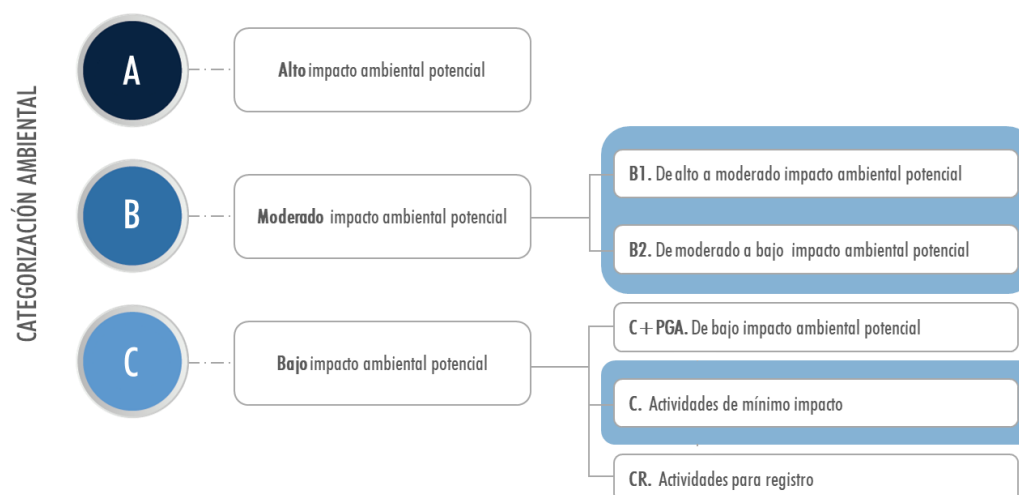 CATEGORIZACIÓN AMBIENTAL
A
Alto impacto ambiental potencial
B
Moderado impacto ambiental potencial
B1. De alto a moderado impacto ambiental potencial
B2. De moderado a bajo impacto ambiental potencial
C
Bajo impacto ambiental potencial
C+PGA. De bajo impacto ambiental potencial
C. Actividades de mínimo impacto
CR. Actividades para registro